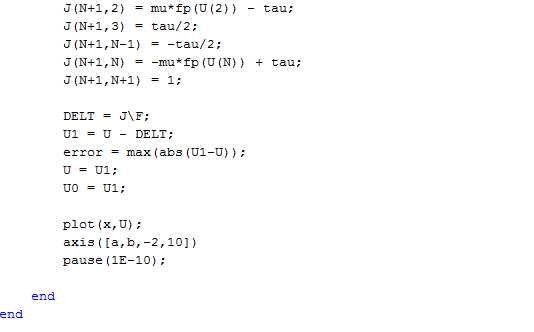 J(N+1,2) = mu*fp(U(2)) - tau;
J(N+1,3) = tau/2;
J(N+1,N-1) = -tau/2;
J(N+1,N) = -mu*fp(U(N)) + tau;
J(N+1,N+1) = 1;
DELT = J\F;
U1 = U - DELT;
error = max(abs(U1-U));
U = U1;
U0 = U1;
plot(x,U);
axis([a,b,-2,10])
pause(1E-10);
end
end